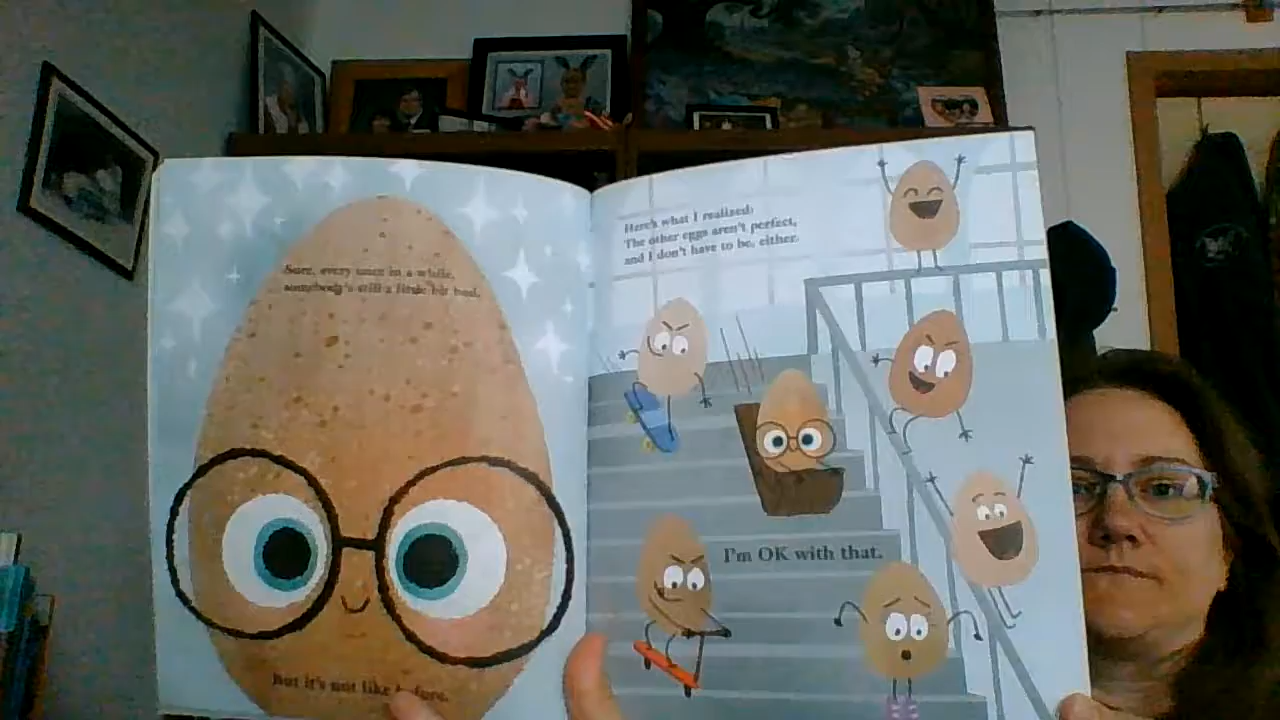 Sure, every once in a while,
somebody's still a little bit bad.
But it's not like before.
Here's what I realized:
The other eggs aren't perfect,
and I don't have to be, either.
I'm OK with that.